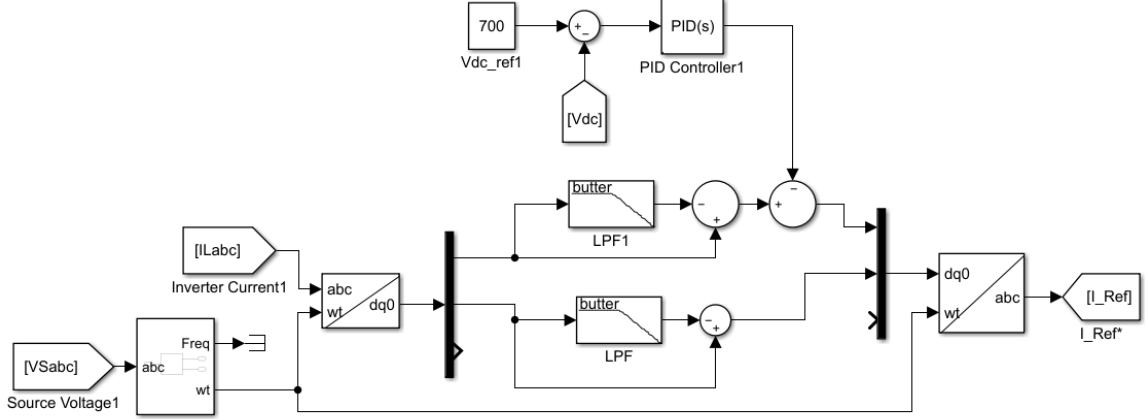 700
+
−
PID(s)
Vdc_ref1
PID Controller1
[Vdc]
butter
−
+
−
+
LPF1
[ILabc]
Inverter Current1
abc
wt
dq0
butter
−
+
LPF
dq0
wt
abc
[I_Ref]
I_Ref*
[VSabc]
Source Voltage1
abc
Freq
wt